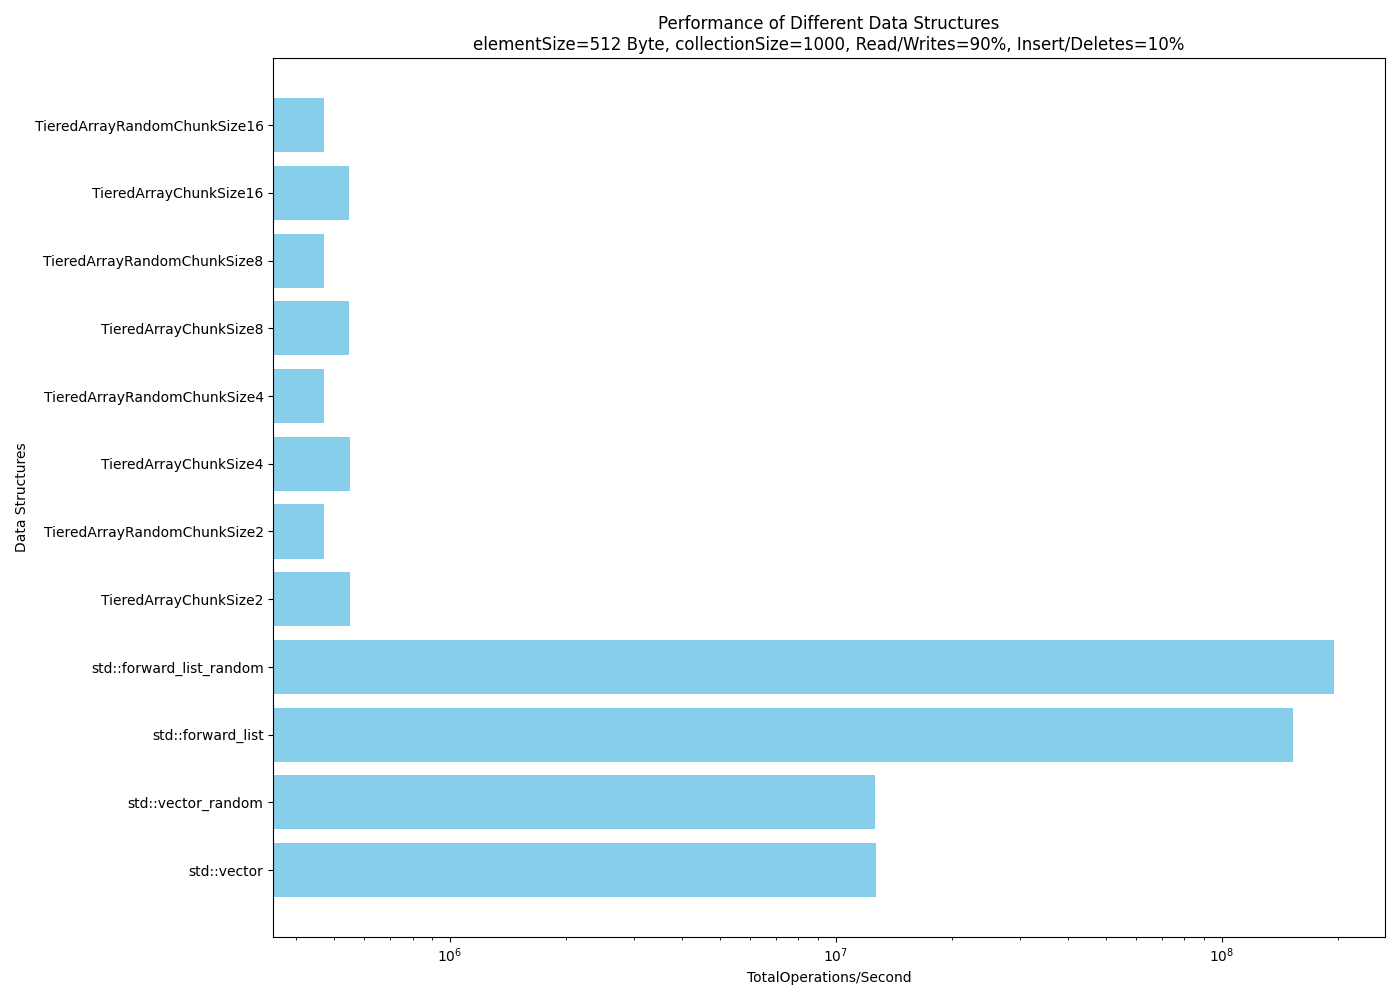 Performance of Different Data Structures
elementSize=512 Byte, collectionSize=1000, Read/Writes=90%, Insert/Deletes=10%
TieredArrayRandomChunkSize16
TieredArrayChunkSize16
TieredArrayRandomChunkSize8
TieredArrayChunkSize8
TieredArrayRandomChunkSize4
TieredArrayChunkSize4
TieredArrayRandomChunkSize2
TieredArrayChunkSize2
std::forward_list_random
std::forward_list
std::vector_random
std::vector
Data Structures
10⁶ 10⁷ 10⁸
TotalOperations/Second